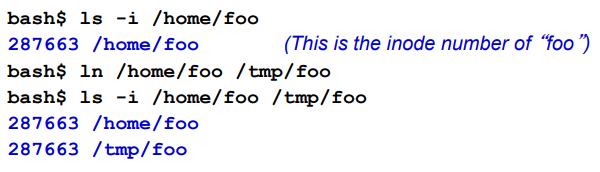 bash$ ls -i /home/foo
287663 /home/foo (This is the inode number of “foo”)
bash$ ln /home/foo /tmp/foo
bash$ ls -i /home/foo /tmp/foo
287663 /home/foo
287663 /tmp/foo